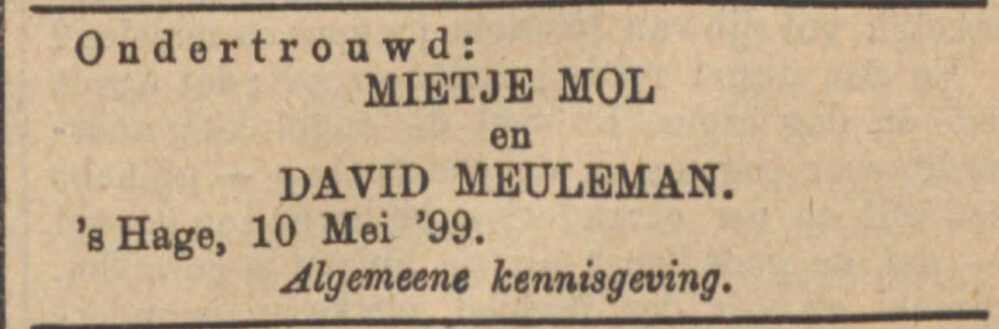 Ondertrouwd:
MIETJE MOL
en
DAVID MEULEMAN.
's Hage, 10 Mei '99.
Algemeene kennisgeving.